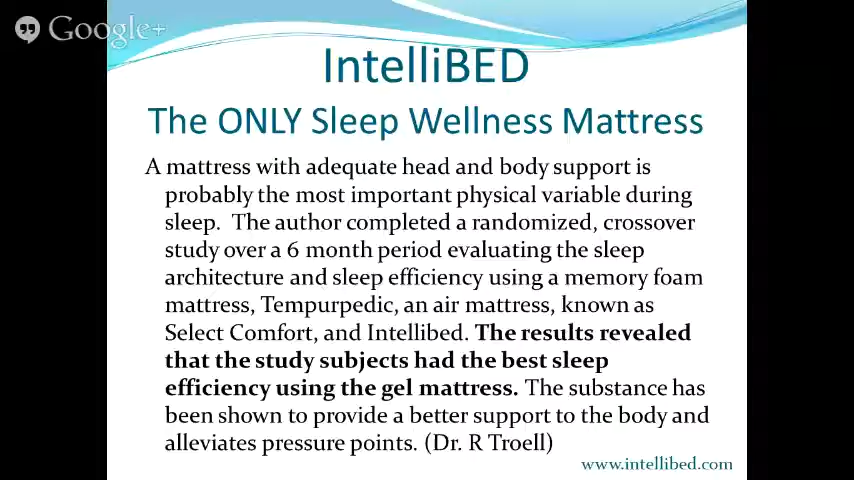 Google+
IntelliBED
The ONLY Sleep Wellness Mattress
A mattress with adequate head and body support is
probably the most important physical variable during
sleep. The author completed a randomized, crossover
study over a 6 month period evaluating the sleep
architecture and sleep efficiency using a memory foam
mattress, Tempurpedic, an air mattress, known as
Select Comfort, and Intellibed. The results revealed
that the study subjects had the best sleep
efficiency using the gel mattress. The substance has
been shown to provide a better support to the body and
alleviates pressure points. (Dr. R Troell)
www.intellibed.com